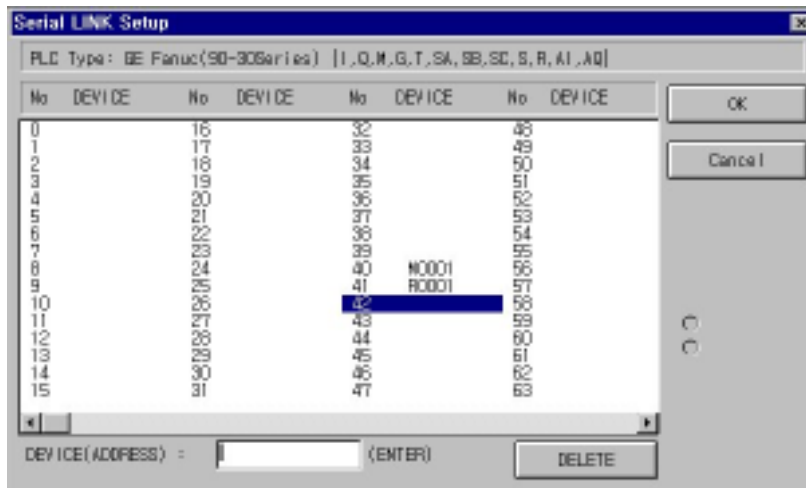 Serial LINK Setup
PLC Type: GE Fanuc(90-30Series) [I,Q,M,G,T,SA,SB,SC,S,R,AI,AQ]
No DEVICE No DEVICE No DEVICE No DEVICE
OK
0 16 32 48
1 17 33 49
2 18 34 50
Cancel
3 19 35 51
4 20 36 52
5 21 37 53
6 22 38 54
7 23 39 55
8 24 40 M0001 56
9 25 41 R0001 57
10 26 42 58
11 27 43 59
12 28 44 60
13 29 45 61
14 30 46 62
15 31 47 63
DEVICE(ADDRESS) : (ENTER) DELETE